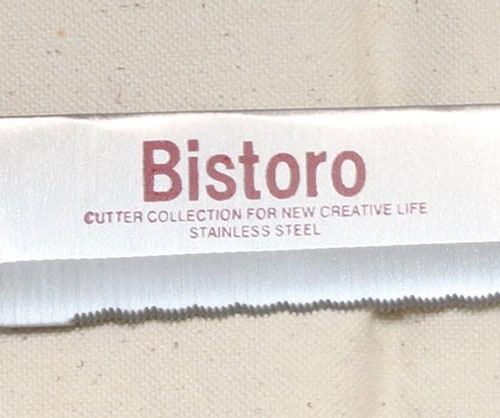 Bistoro
CUTTER COLLECTION FOR NEW CREATIVE LIFE
STAINLESS STEEL